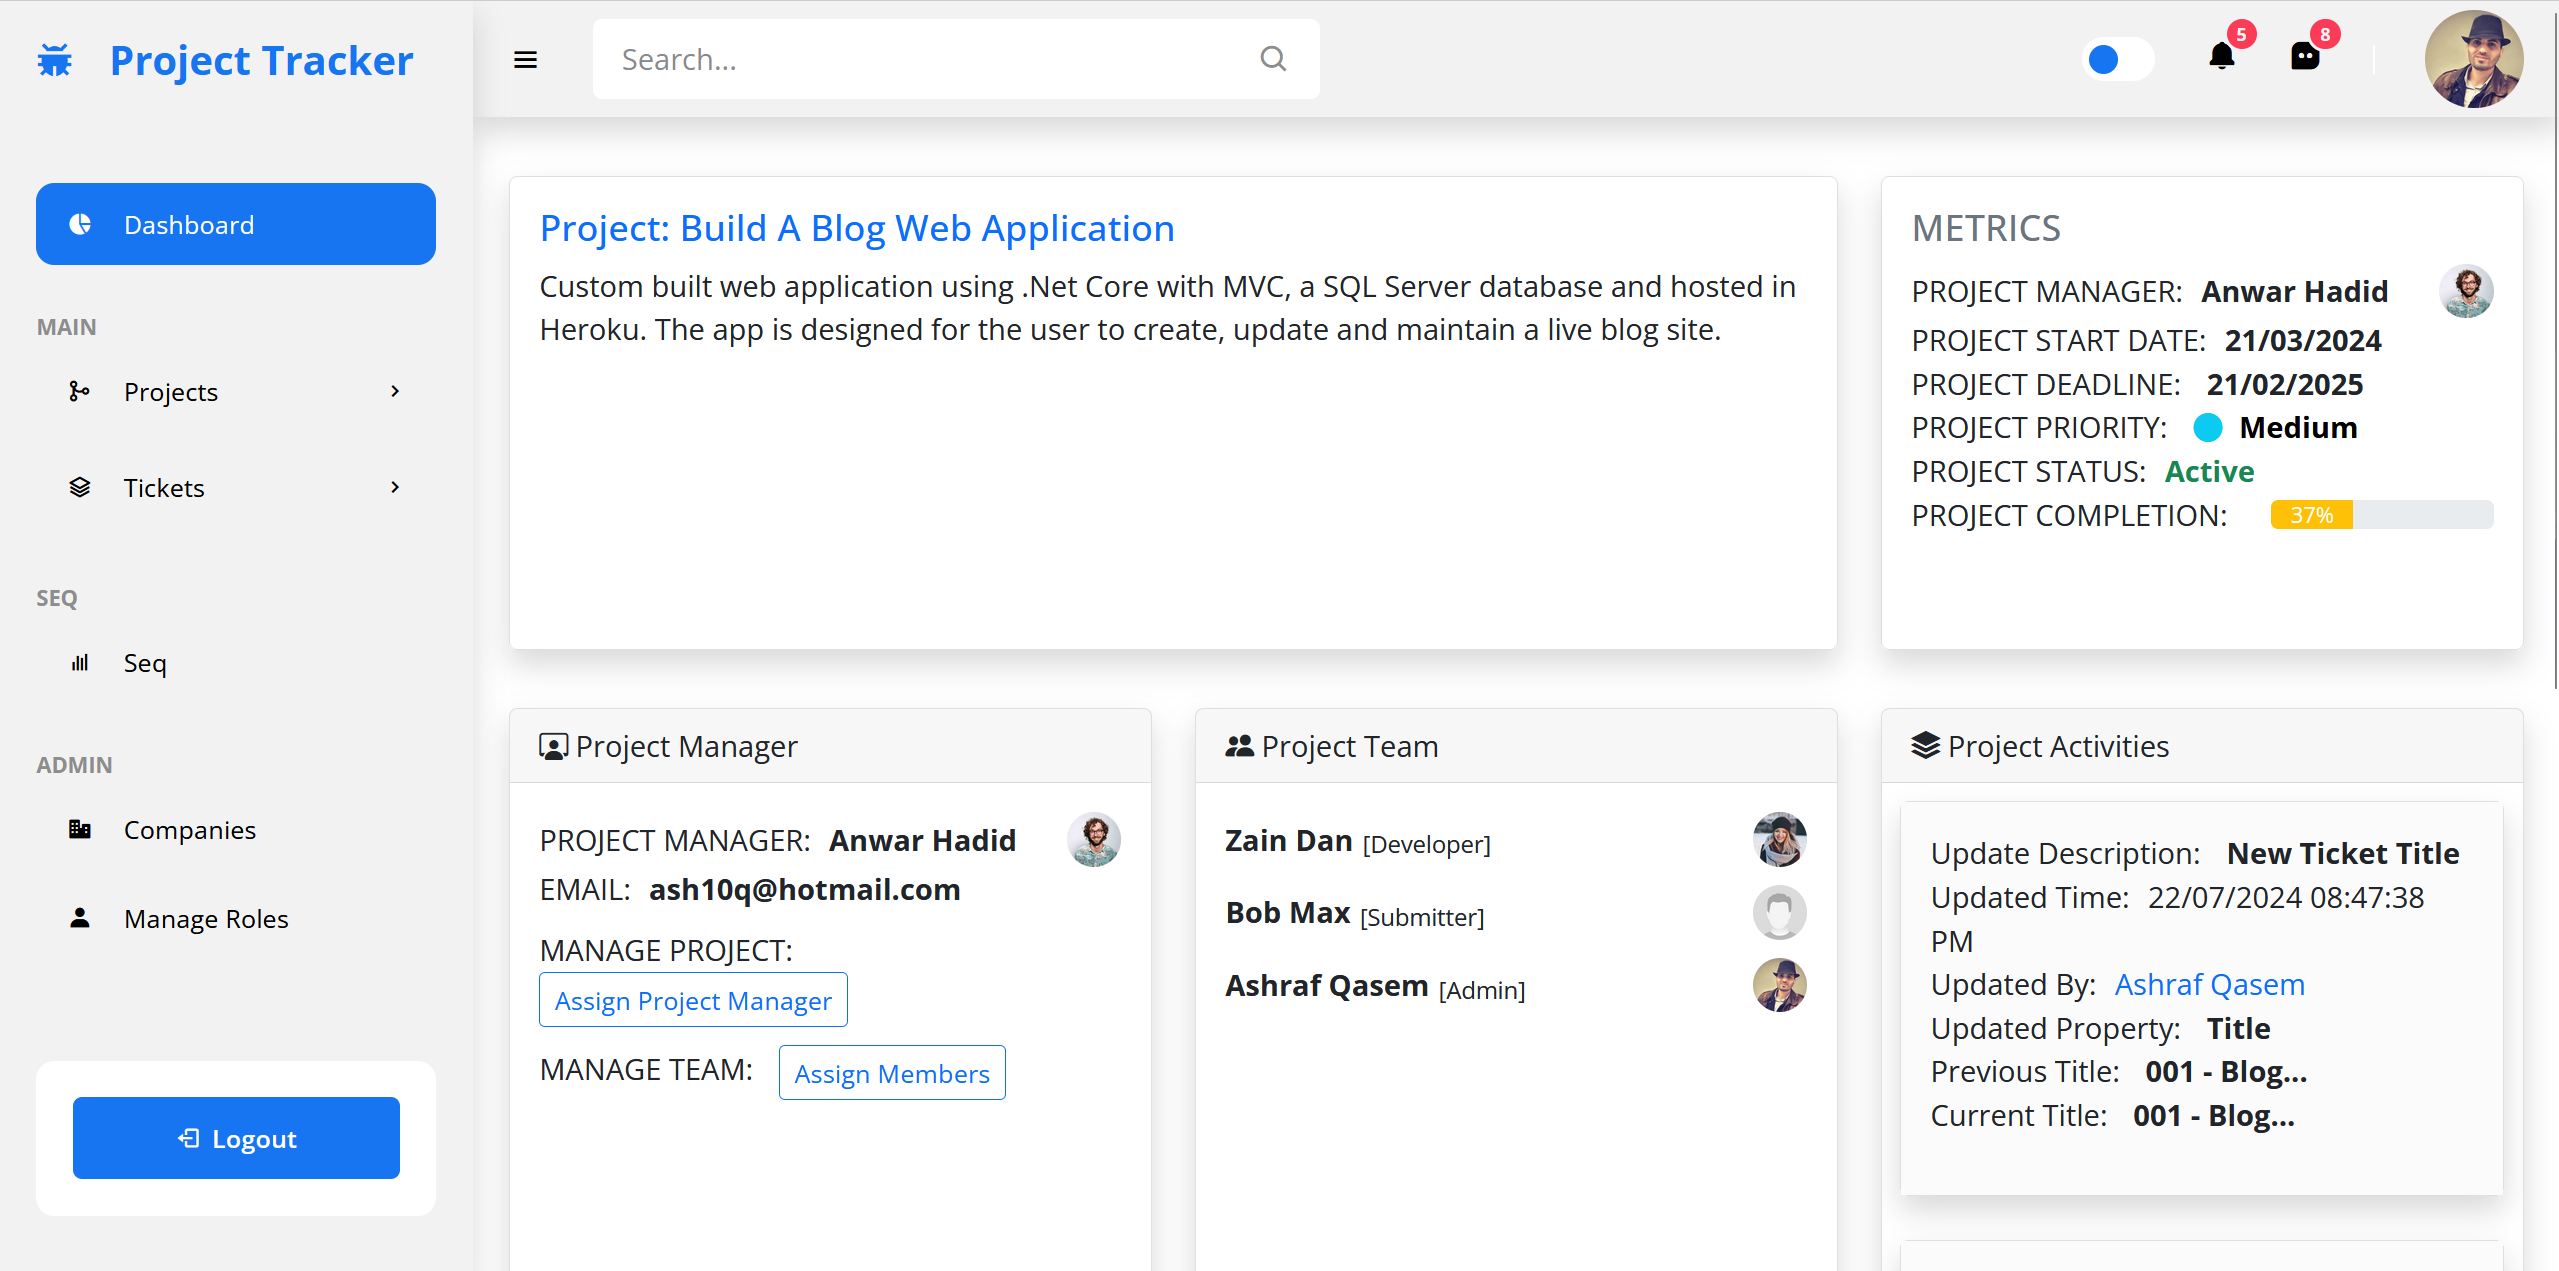 Project Tracker
Search...
5
8
Dashboard
MAIN
Projects
Tickets
SEQ
Seq
ADMIN
Companies
Manage Roles
Logout
Project: Build A Blog Web Application
Custom built web application using .Net Core with MVC, a SQL Server database and hosted in
Heroku. The app is designed for the user to create, update and maintain a live blog site.
METRICS
PROJECT MANAGER: Anwar Hadid
PROJECT START DATE: 21/03/2024
PROJECT DEADLINE: 21/02/2025
PROJECT PRIORITY: Medium
PROJECT STATUS: Active
PROJECT COMPLETION: 37%
Project Manager
PROJECT MANAGER: Anwar Hadid
EMAIL: ash10q@hotmail.com
MANAGE PROJECT:
Assign Project Manager
MANAGE TEAM: Assign Members
Project Team
Zain Dan [Developer]
Bob Max [Submitter]
Ashraf Qasem [Admin]
Project Activities
Update Description: New Ticket Title
Updated Time: 22/07/2024 08:47:38
PM
Updated By: Ashraf Qasem
Updated Property: Title
Previous Title: 001 - Blog...
Current Title: 001 - Blog...